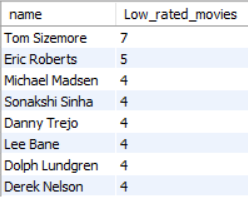 name Low_rated_movies
Tom Sizemore 7
Eric Roberts 5
Michael Madsen 4
Sonakshi Sinha 4
Danny Trejo 4
Lee Bane 4
Dolph Lundgren 4
Derek Nelson 4